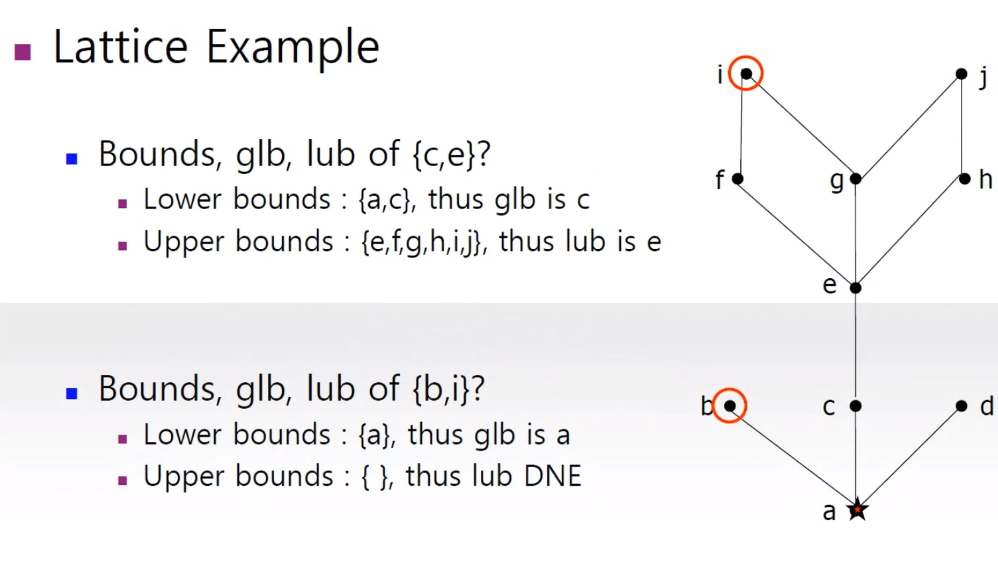 Lattice Example
Bounds, glb, lub of {c,e}?
Lower bounds : {a,c}, thus glb is c
Upper bounds : {e,f,g,h,i,j}, thus lub is e
Bounds, glb, lub of {b,i}?
Lower bounds : {a}, thus glb is a
Upper bounds : { }, thus lub DNE
i j
f g h
e
b c d
a